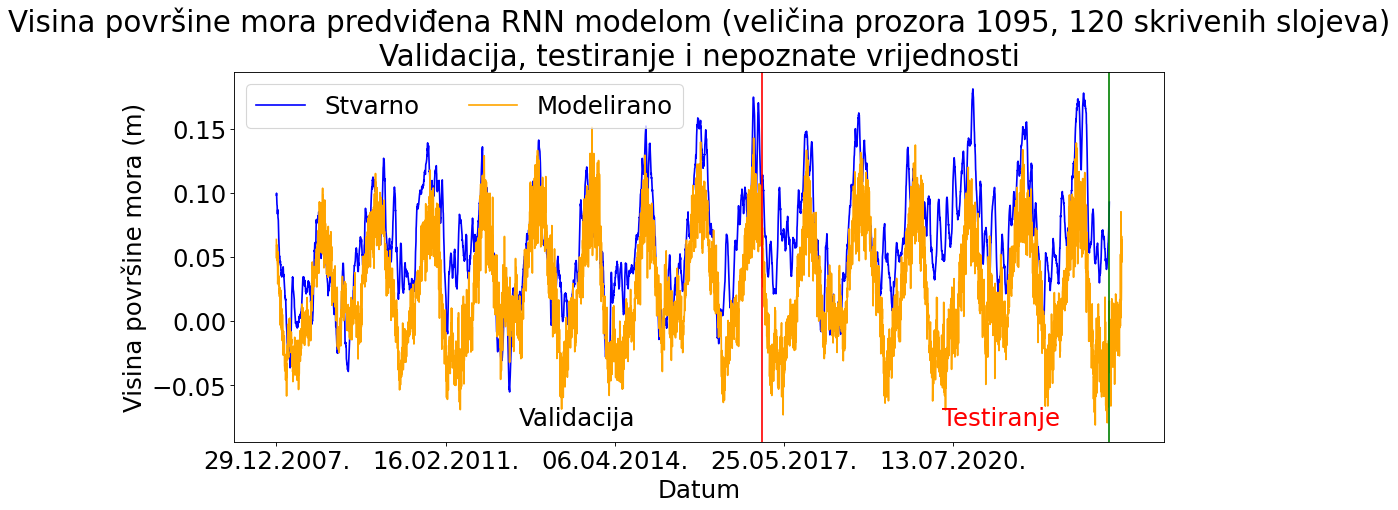 Visina površine mora predviđena RNN modelom (veličina prozora 1095, 120 skrivenih slojeva)
Validacija, testiranje i nepoznate vrijednosti
Stvarno
Modelirano
Visina površine mora (m)
0.15
0.10
0.05
0.00
−0.05
Validacija
Testiranje
29.12.2007.
16.02.2011.
06.04.2014.
25.05.2017.
13.07.2020.
Datum